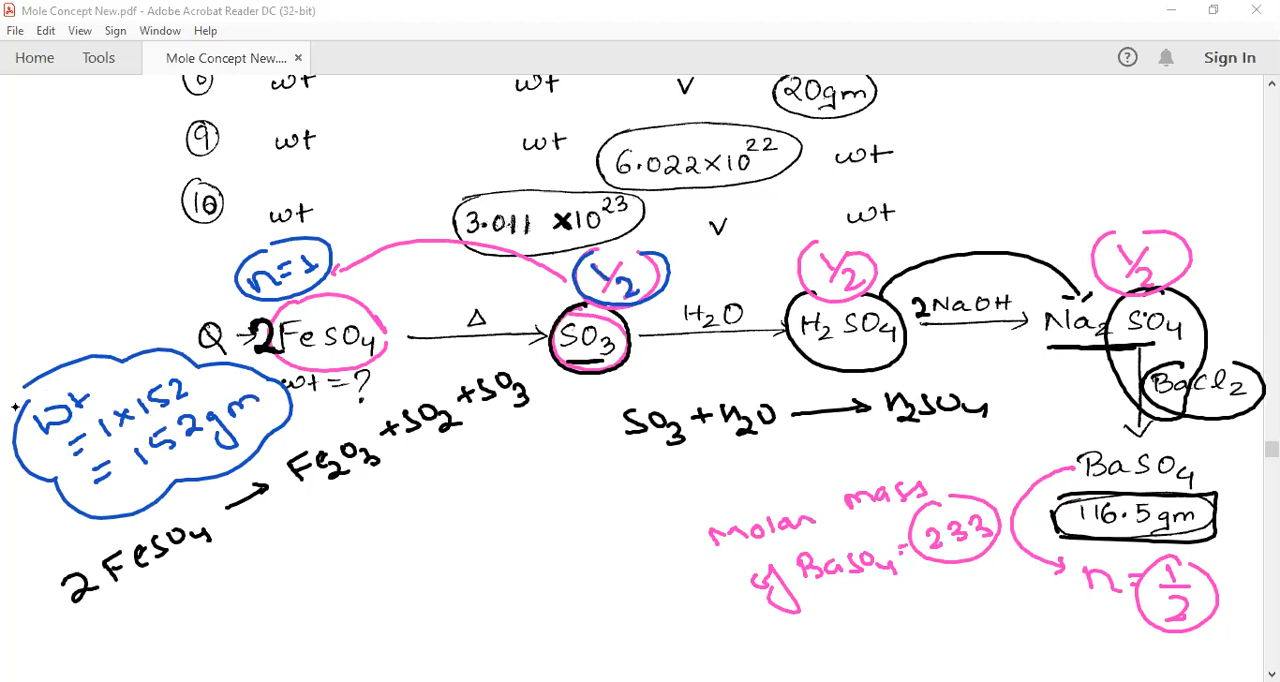 Mole Concept New.pdf - Adobe Acrobat Reader DC (32-bit)
File Edit View Sign Window Help
Home Tools Mole Concept New.... × Sign In
wt wt V 20gm
9 wt wt 6.022×10^22 wt
10 wt 3.011 ×10^23 V wt
n=1 1/2 1/2 1/2
Q → 2FeSO4 Δ SO3 H2O H2SO4 2NaOH Na2SO4
wt=?
BaCl2
wt
= 1×152
= 152gm
2FeSO4 → Fe2O3 + SO2 + SO3
SO3 + H2O → H2SO4
BaSO4
116.5gm
Molar mass
of BaSO4 = 233
n = 1/2